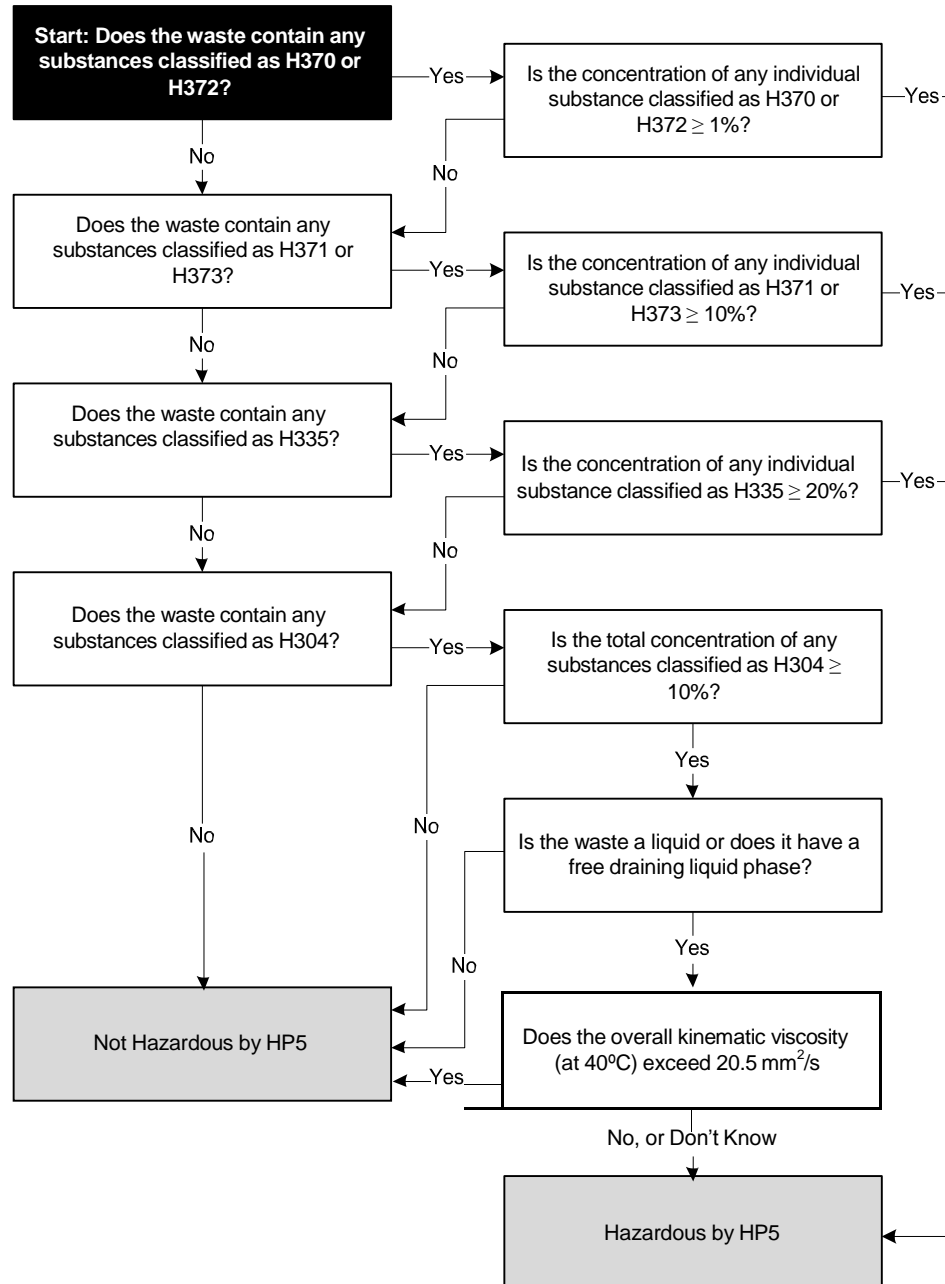 Start: Does the waste contain any
substances classified as H370 or
H372?
Yes
Is the concentration of any individual
substance classified as H370 or
H372 ≥ 1%?
Yes
No
No
Does the waste contain any
substances classified as H371 or
H373?
Yes
Is the concentration of any individual
substance classified as H371 or
H373 ≥ 10%?
Yes
No
No
Does the waste contain any
substances classified as H335?
Yes
Is the concentration of any individual
substance classified as H335 ≥ 20%?
Yes
No
No
Does the waste contain any
substances classified as H304?
Yes
Is the total concentration of any
substances classified as H304 ≥
10%?
Yes
No
No
Is the waste a liquid or does it have a
free draining liquid phase?
Yes
No
Not Hazardous by HP5
Does the overall kinematic viscosity
(at 40ºC) exceed 20.5 mm²/s
Yes
No, or Don't Know
Hazardous by HP5